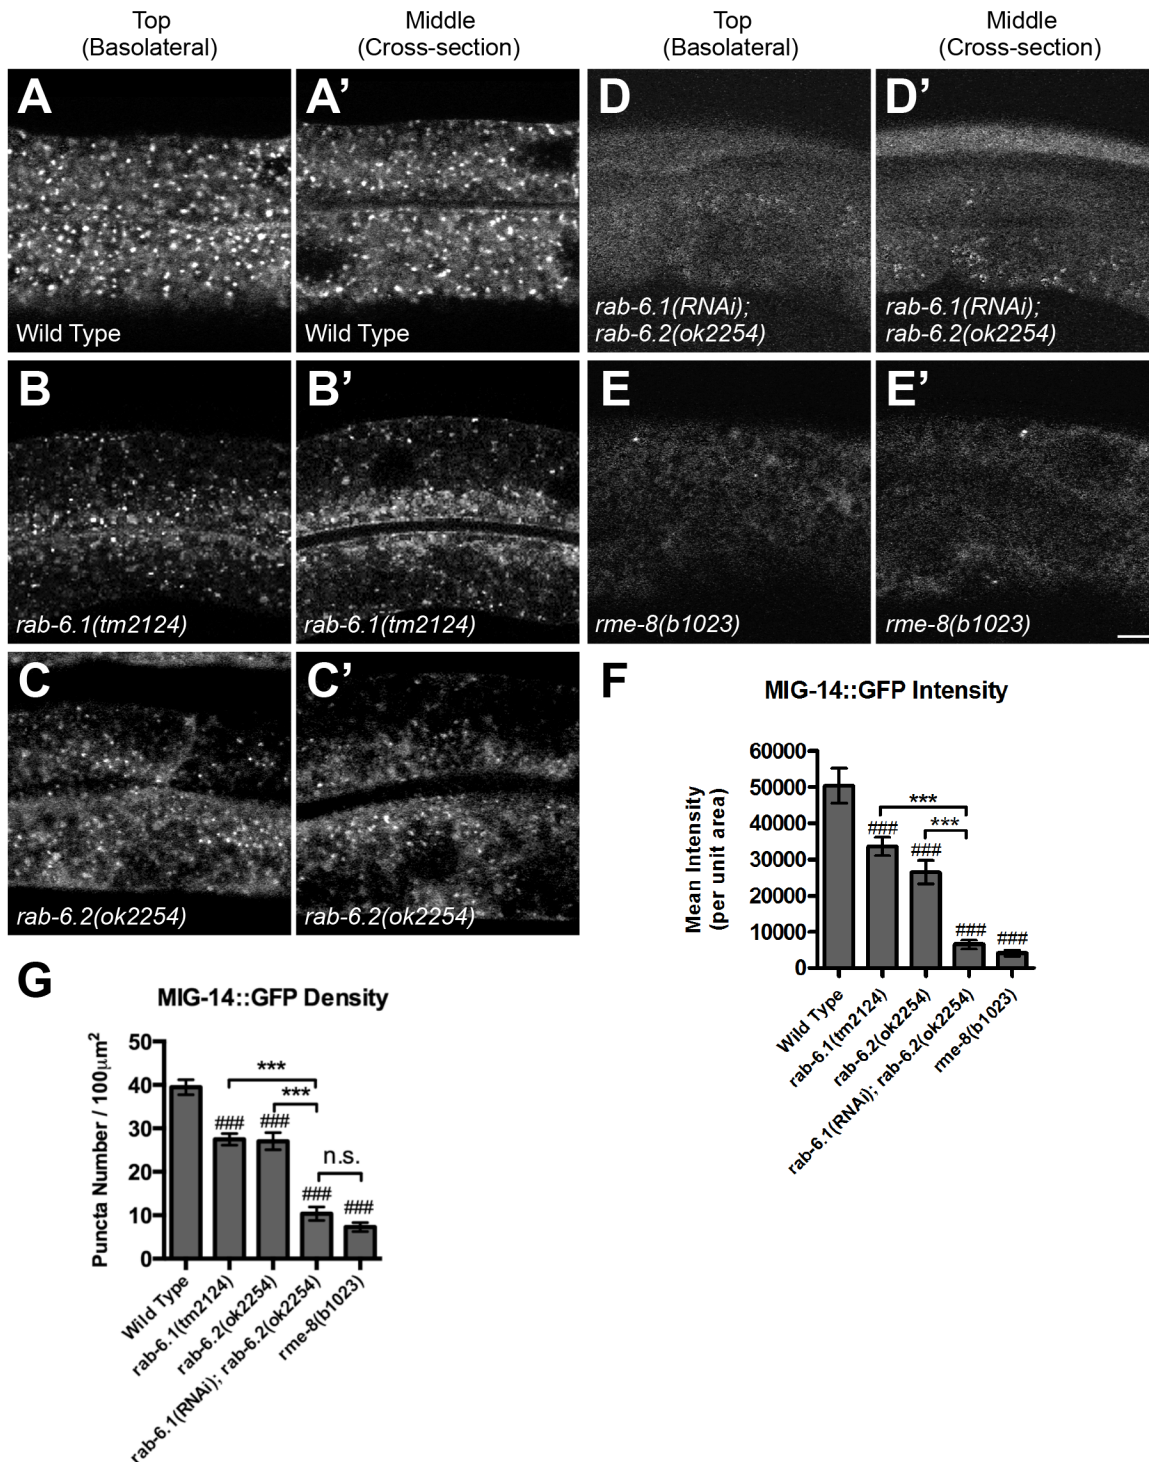 Top
(Basolateral)
Middle
(Cross-section)
Top
(Basolateral)
Middle
(Cross-section)
A
Wild Type
A’
Wild Type
D
rab-6.1(RNAi);
rab-6.2(ok2254)
D’
rab-6.1(RNAi);
rab-6.2(ok2254)
B
rab-6.1(tm2124)
B’
rab-6.1(tm2124)
E
rme-8(b1023)
E’
rme-8(b1023)
C
rab-6.2(ok2254)
C’
rab-6.2(ok2254)
F
MIG-14::GFP Intensity
Mean Intensity
(per unit area)
60000
50000
40000
30000
20000
10000
0
***
***
###
###
###
###
Wild Type
rab-6.1(tm2124)
rab-6.2(ok2254)
rab-6.1(RNAi); rab-6.2(ok2254)
rme-8(b1023)
G
MIG-14::GFP Density
Puncta Number / 100μm2
50
40
30
20
10
0
***
***
n.s.
###
###
###
###
Wild Type
rab-6.1(tm2124)
rab-6.2(ok2254)
rab-6.1(RNAi); rab-6.2(ok2254)
rme-8(b1023)